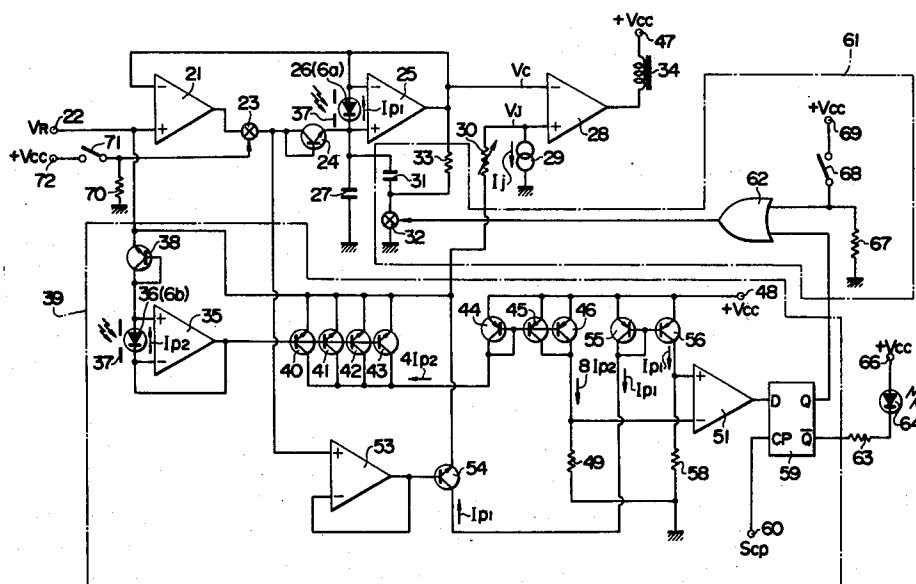 +Vcc
47
61
26(6a)
25
34
21
23
Ip1
Vc
+Vcc
22
37
VJ
69
VR
71
30
28
62
68
+Vcc
24
33
29
72
70
31
Ij
27
32
67
38
39
36(6b)
35
44
45
46
55
56
48
+Vcc
+Vcc
37
Ip2
40
41
42
43
4Ip2
8Ip2
Ip1
Ip1
66
64
D
Q
51
CP
Q̅
53
54
49
58
59
63
Ip1
60
Scp
+
-